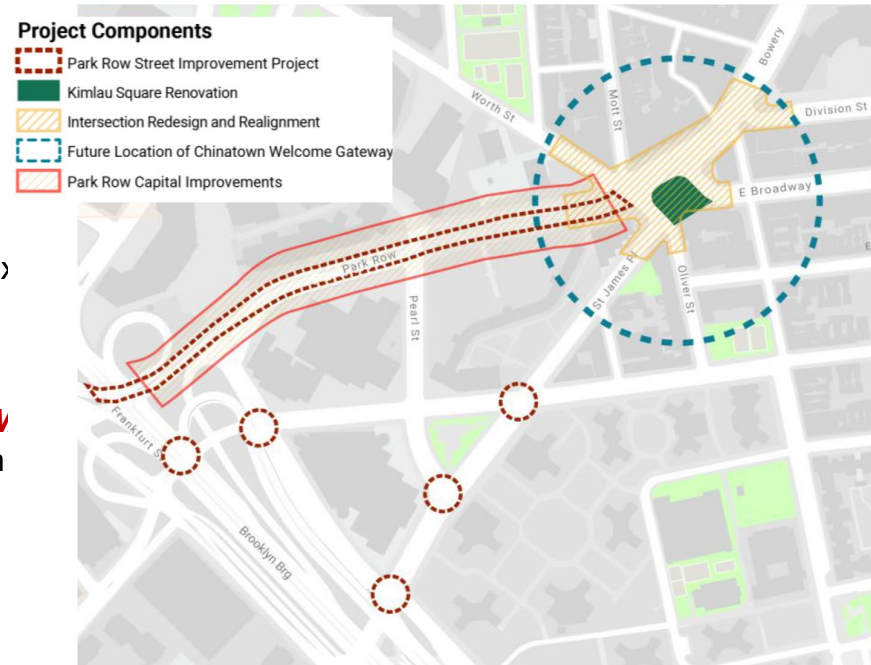 Project Components
Park Row Street Improvement Project
Kimlau Square Renovation
Intersection Redesign and Realignment
Future Location of Chinatown Welcome Gateway
Park Row Capital Improvements
Bowery
Worth St
Mott St
Division St
E Broadway
Park Row
St James Pl
Oliver St
Pearl St
Frankfurt St
Brooklyn Brg